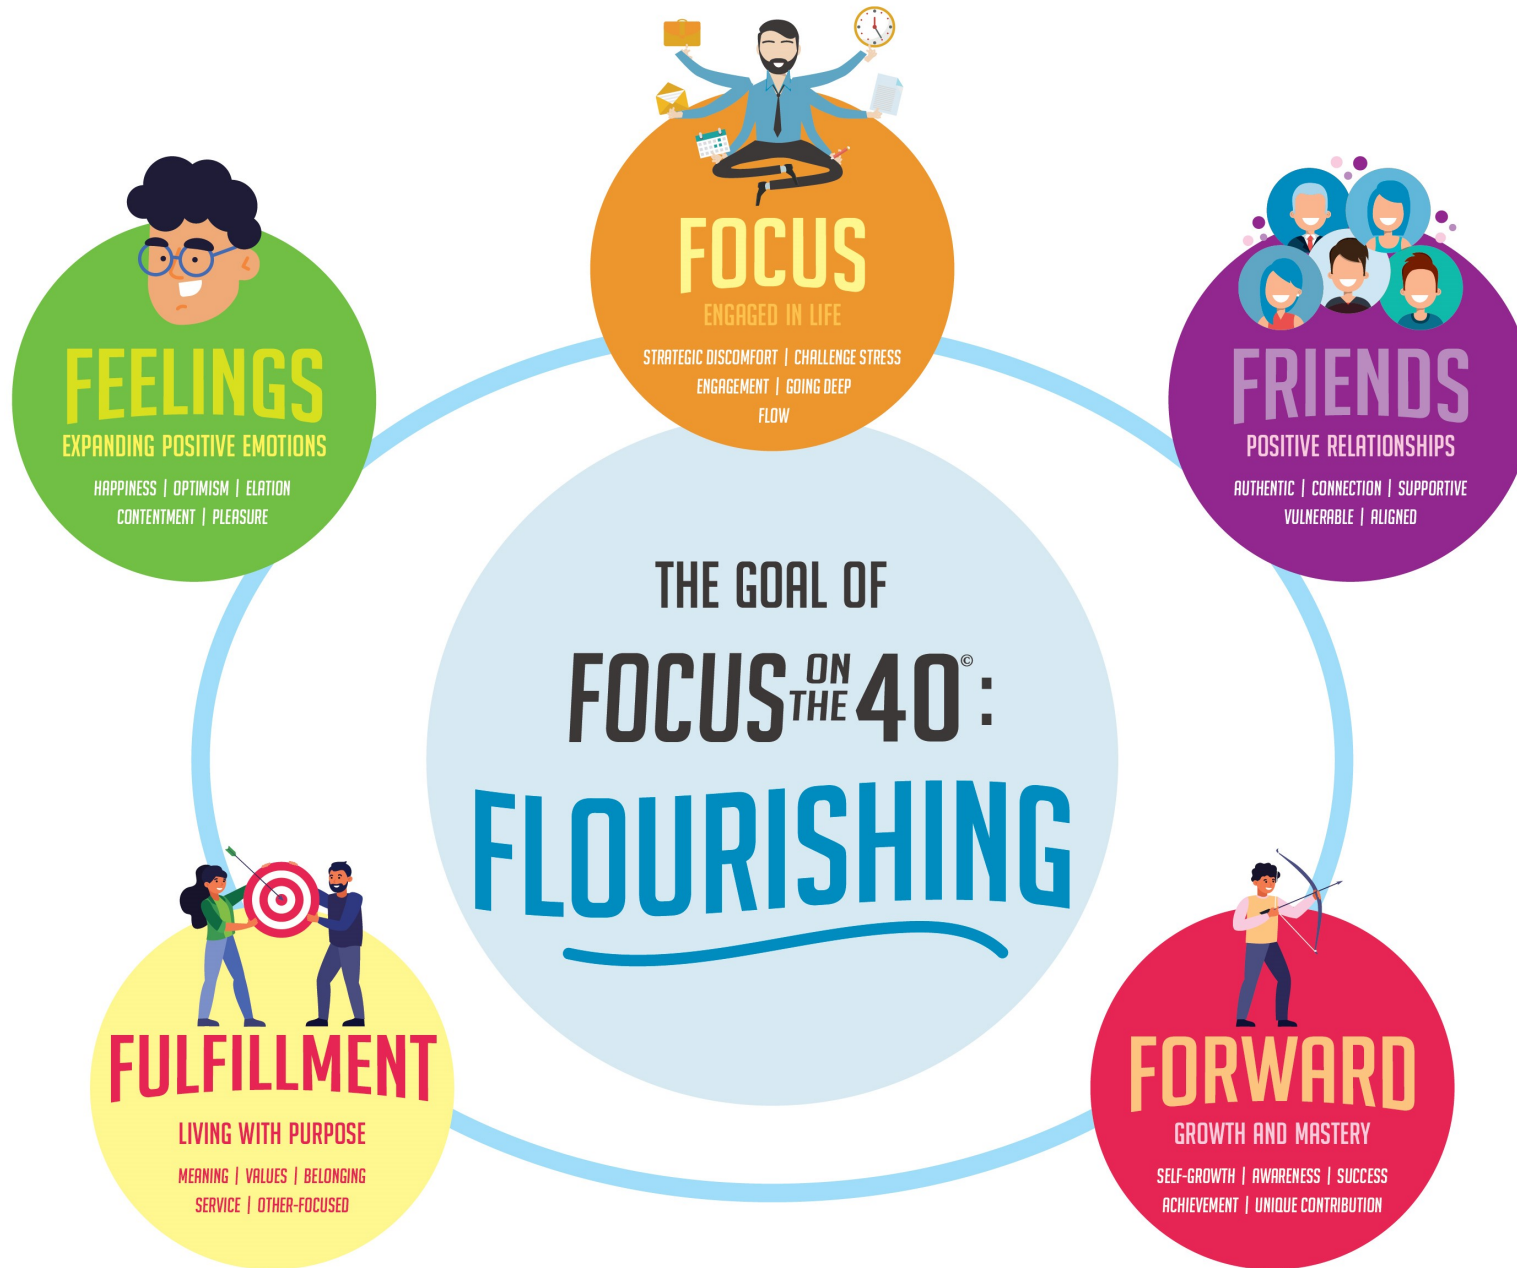 FOCUS
ENGAGED IN LIFE
STRATEGIC DISCOMFORT | CHALLENGE STRESS
ENGAGEMENT | GOING DEEP
FLOW
FEELINGS
EXPANDING POSITIVE EMOTIONS
HAPPINESS | OPTIMISM | ELATION
CONTENTMENT | PLEASURE
FRIENDS
POSITIVE RELATIONSHIPS
AUTHENTIC | CONNECTION | SUPPORTIVE
VULNERABLE | ALIGNED
THE GOAL OF
FOCUS ON THE 40©:
FLOURISHING
FULFILLMENT
LIVING WITH PURPOSE
MEANING | VALUES | BELONGING
SERVICE | OTHER-FOCUSED
FORWARD
GROWTH AND MASTERY
SELF-GROWTH | AWARENESS | SUCCESS
ACHIEVEMENT | UNIQUE CONTRIBUTION